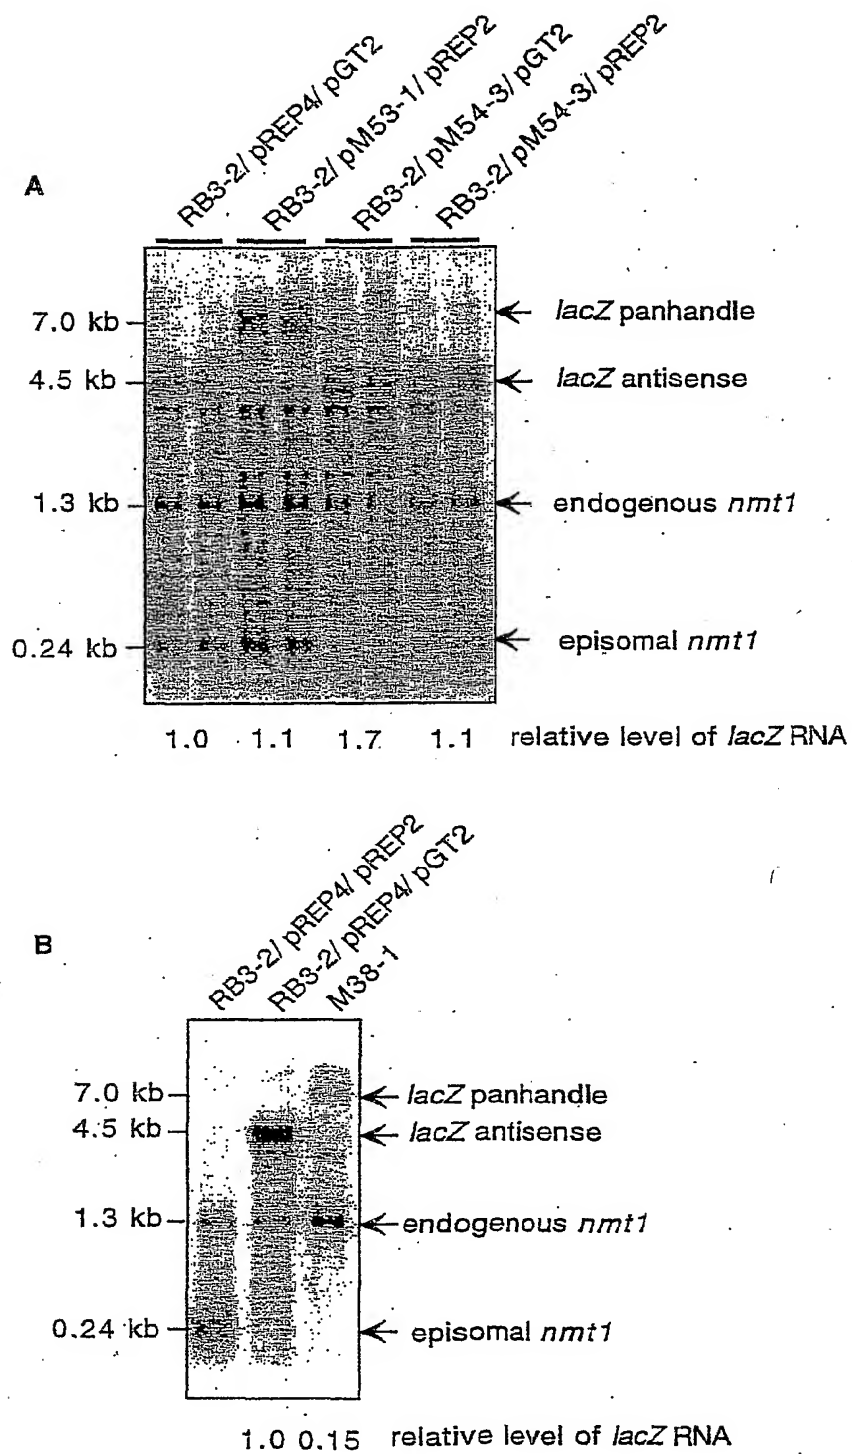 A
RB3-2/ pREP4/ pGT2
RB3-2/ pM53-1/ pREP2
RB3-2/ pM54-3/ pGT2
RB3-2/ pM54-3/ pREP2
7.0 kb
lacZ panhandle
4.5 kb
lacZ antisense
1.3 kb
endogenous nmt1
0.24 kb
episomal nmt1
1.0 1.1 1.7 1.1 relative level of lacZ RNA
B
RB3-2/ pREP4/ pREP2
RB3-2/ pREP4/ pGT2
M38-1
7.0 kb
lacZ panhandle
4.5 kb
lacZ antisense
1.3 kb
endogenous nmt1
0.24 kb
episomal nmt1
1.0 0.15 relative level of lacZ RNA